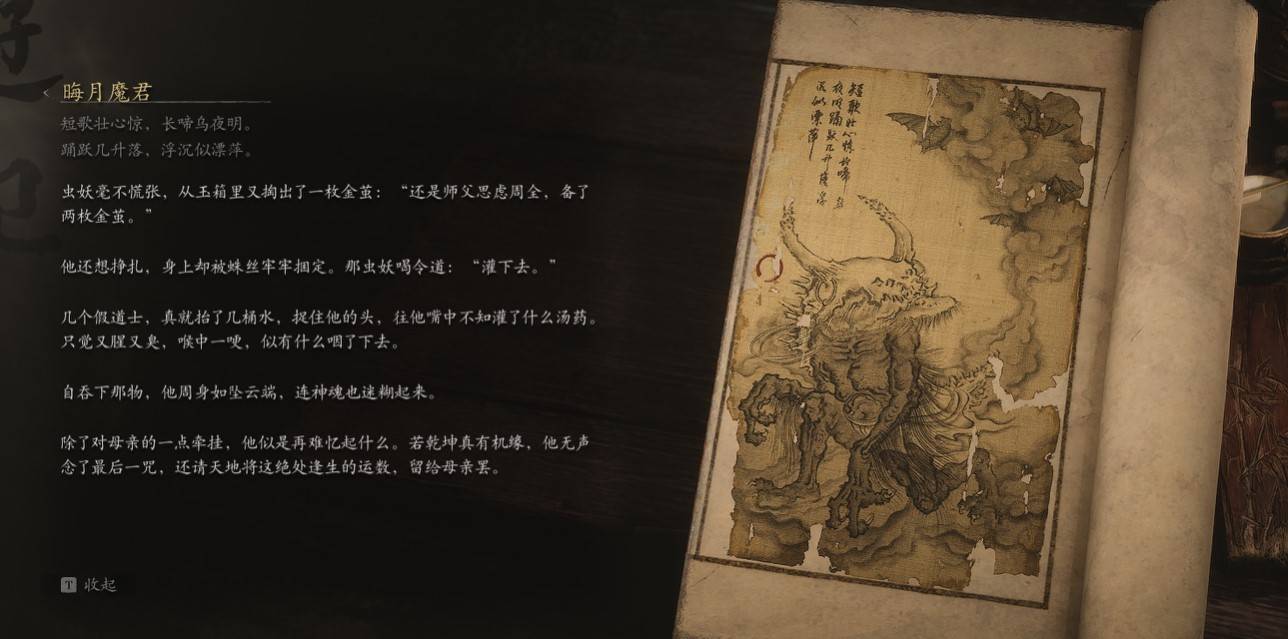 晦月魔君
短歌壮心惊，长啼乌夜明。
踊跃几升落，浮沉似漂萍。
虫妖毫不慌张，从玉箱里又掏出了一枚金茧：“还是师父思虑周全，备了
两枚金茧。”
他还想挣扎，身上却被蛛丝牢牢捆定。那虫妖喝令道：“灌下去。”
几个假道士，真就抬了几桶水，捉住他的头，往他嘴中不知灌了什么汤药。
只觉又腥又臭，喉中一哽，似有什么咽了下去。
自吞下那物，他周身如坠云端，连神魂也迷糊起来。
除了对母亲的一点牵挂，他似是再难忆起什么。若乾坤真有机缘，他无声
念了最后一咒，还请天地将这绝处逢生的运数，留给母亲罢。
T 收起
短歌壮心惊长啼乌
夜明踊跃几升落浮
沉似漂萍